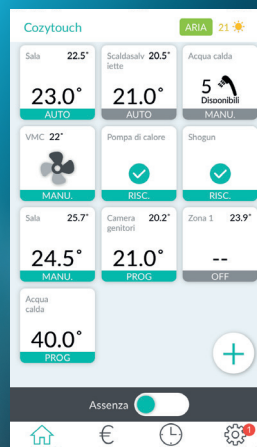 Cozytouch ARIA 21
Sala 22.5°
23.0°
AUTO
Scaldasalv 20.5°
iette
21.0°
AUTO
Acqua calda
5
Disponibili
MANU.
VMC 22°
MANU.
Pompa di calore
RISC.
Shogun
RISC.
Sala 25.7°
24.5°
MANU.
Camera 20.2°
genitori
21.0°
PROG
Zona 1 23.9°
--
OFF
Acqua
calda
40.0°
PROG
+
Assenza
€
1